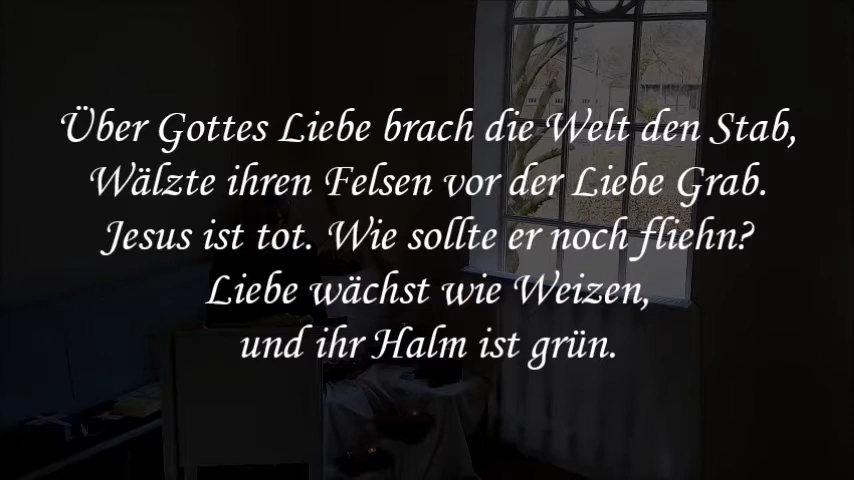 Über Gottes Liebe brach die Welt den Stab,
Wälzte ihren Felsen vor der Liebe Grab.
Jesus ist tot. Wie sollte er noch fliehn?
Liebe wächst wie Weizen,
und ihr Halm ist grün.